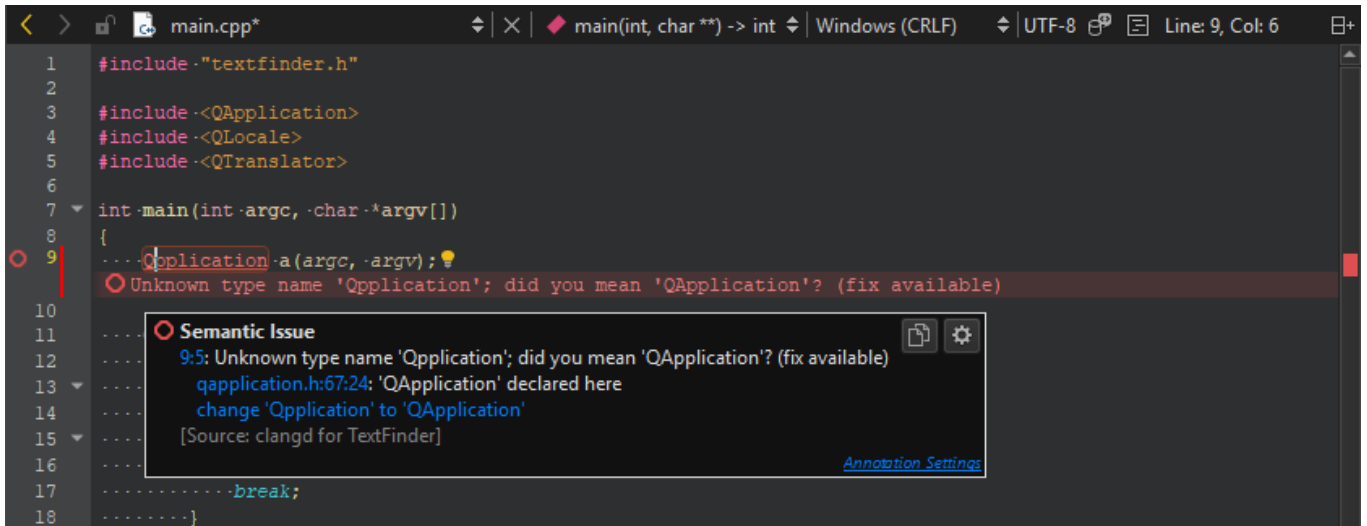 main.cpp* main(int, char **) -> int Windows (CRLF) UTF-8 Line: 9, Col: 6
1 #include "textfinder.h"
2
3 #include <QApplication>
4 #include <QLocale>
5 #include <QTranslator>
6
7 int main(int argc, char *argv[])
8 {
9 Qpplication a(argc, argv);
Unknown type name 'Qpplication'; did you mean 'QApplication'? (fix available)
10
11 Semantic Issue
12 9:5: Unknown type name 'Qpplication'; did you mean 'QApplication'? (fix available)
13 qapplication.h:67:24: 'QApplication' declared here
14 change 'Qpplication' to 'QApplication'
15 [Source: clangd for TextFinder]
16 Annotation Settings
17 break;
18 }